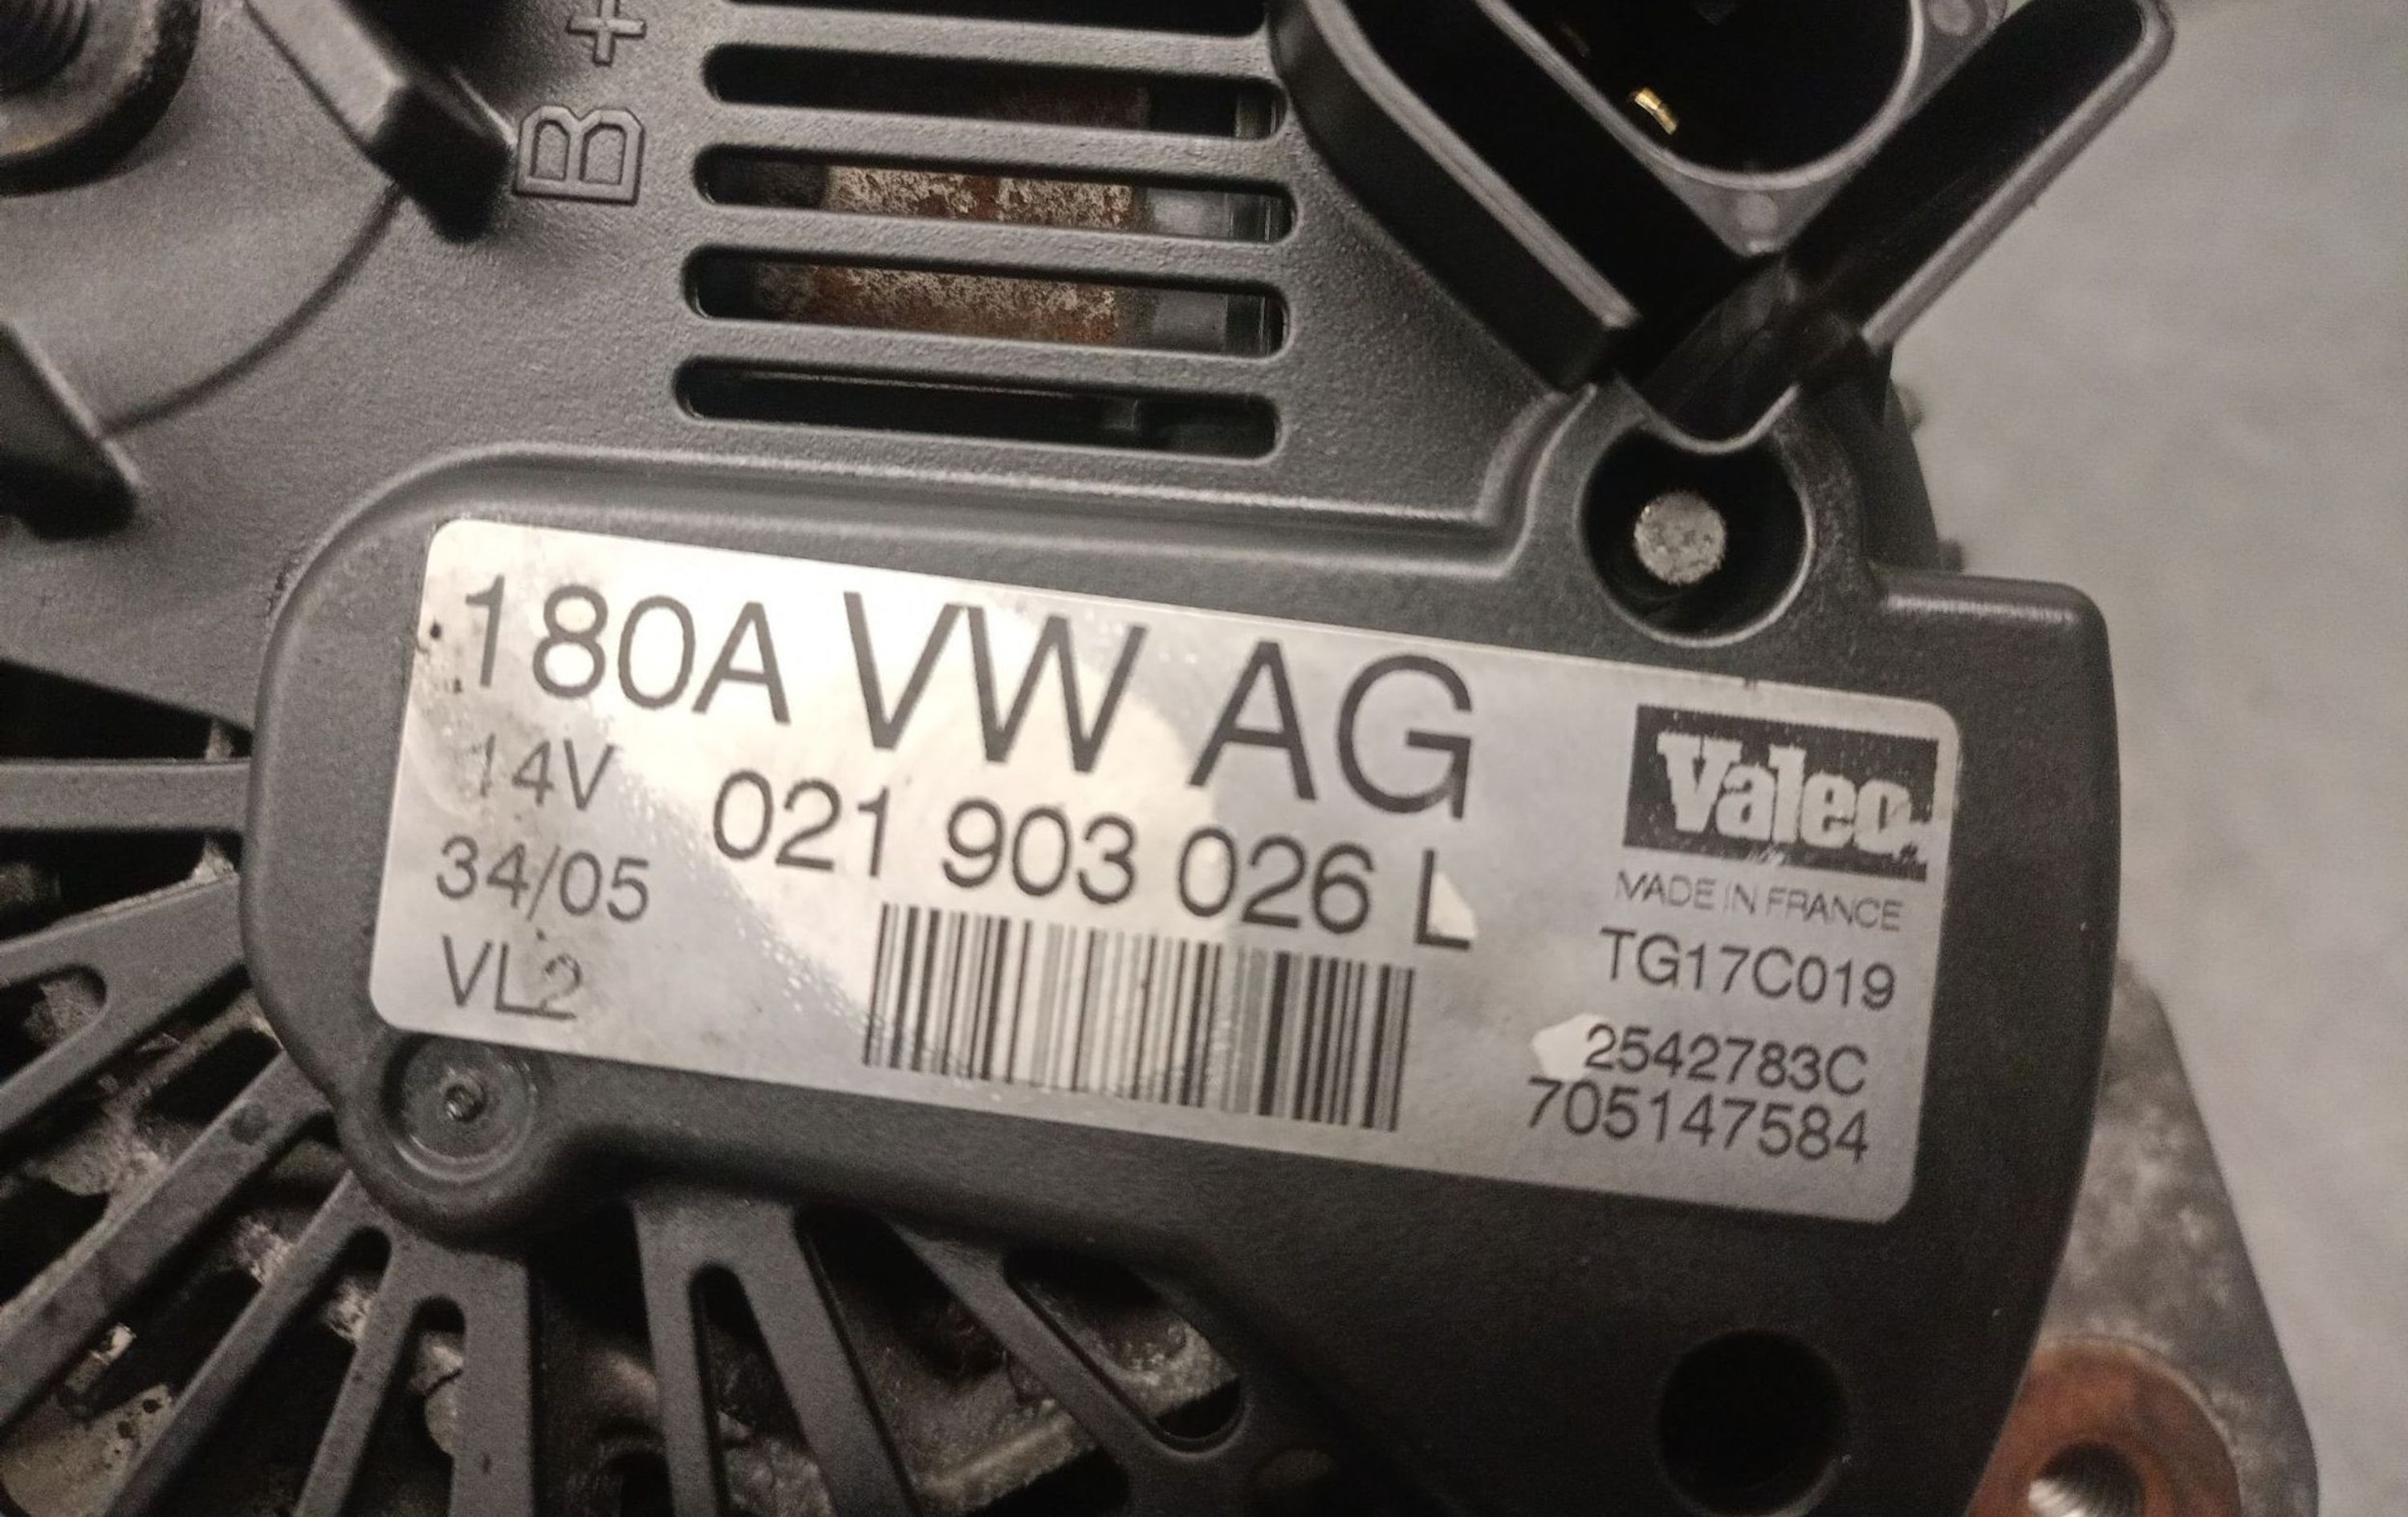 B+
180A VW AG
14V 021 903 026 L
34/05
VL2
Valeo
MADE IN FRANCE
TG17C019
2542783C
705147584